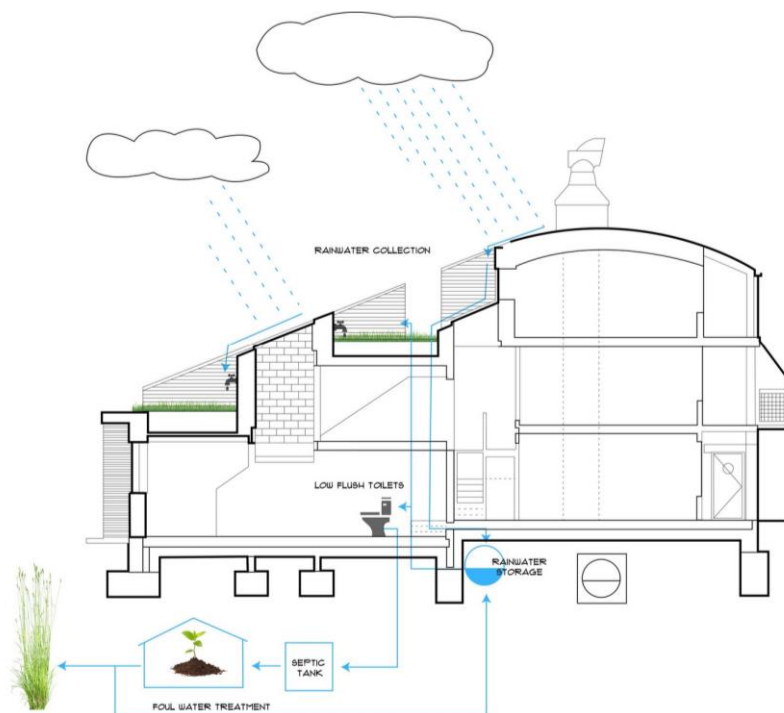 RAINWATER COLLECTION
LOW FLUSH TOILETS
RAINWATER
STORAGE
SEPTIC
TANK
FOUL WATER TREATMENT